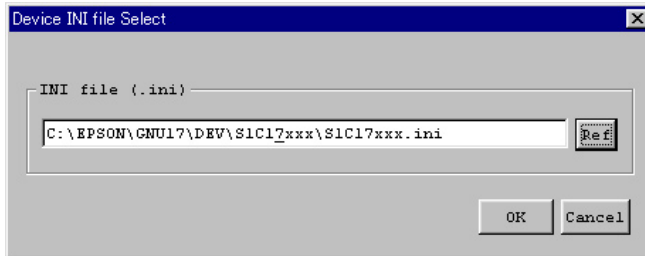 Device INI file Select
INI file (.ini)
C:\EPSON\GNU17\DEV\S1C17xxx\S1C17xxx.ini
Ref
OK
Cancel